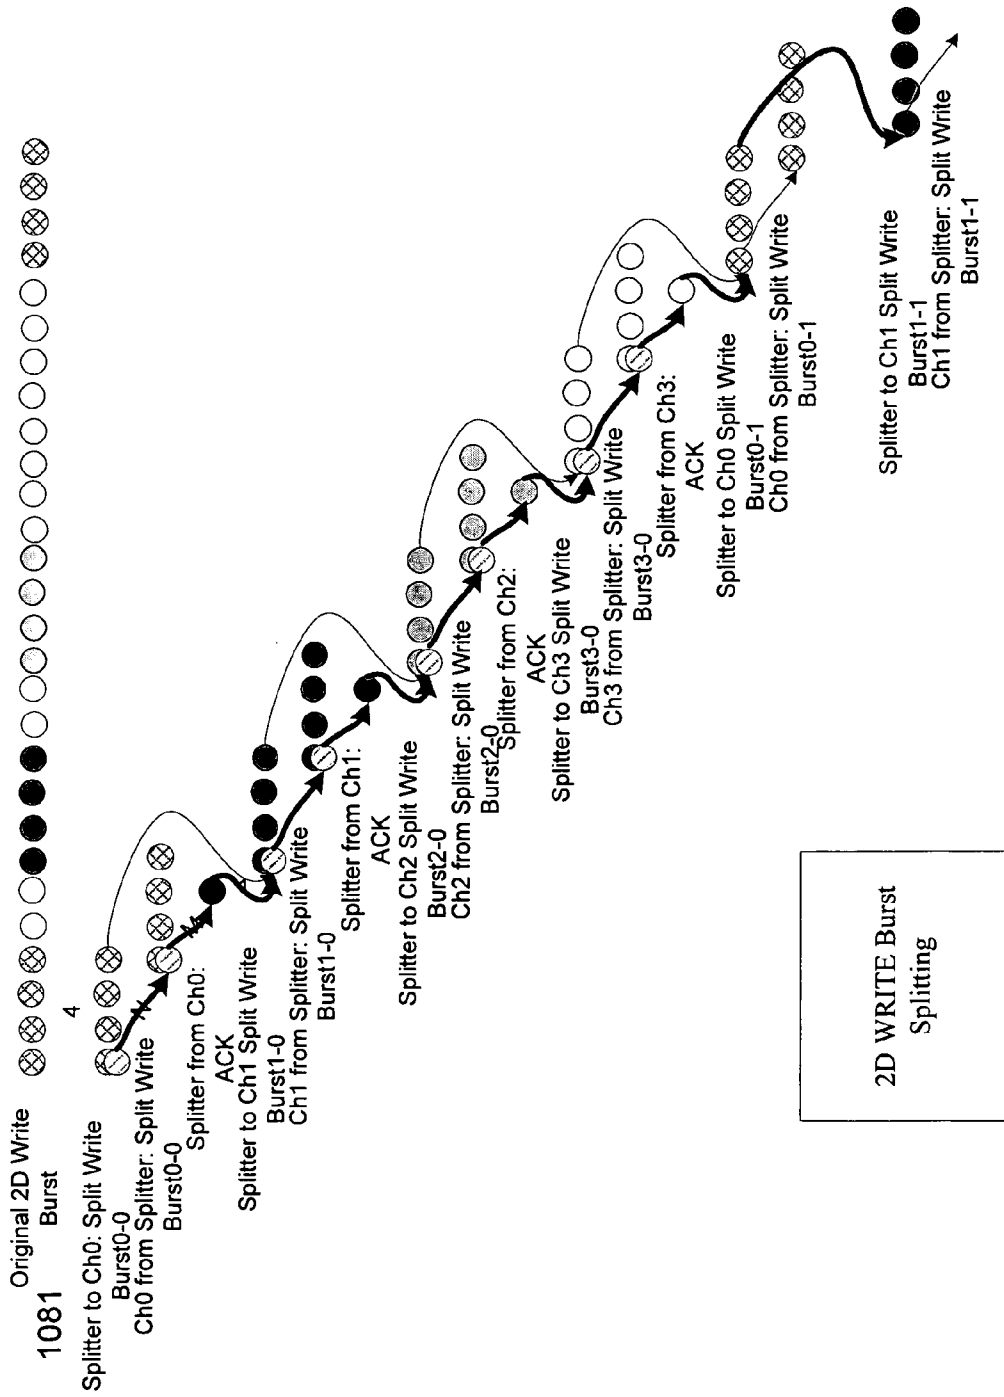 Original 2D Write
Burst
1081
4
Splitter to Ch0: Split Write
Burst0-0
Ch0 from Splitter: Split Write
Burst0-0
Splitter from Ch0:
ACK
Splitter to Ch1 Split Write
Burst1-0
Ch1 from Splitter: Split Write
Burst1-0
Splitter from Ch1:
ACK
Splitter to Ch2 Split Write
Burst2-0
Ch2 from Splitter: Split Write
Burst2-0
Splitter from Ch2:
ACK
Splitter to Ch3 Split Write
Burst3-0
Ch3 from Splitter: Split Write
Burst3-0
Splitter from Ch3:
ACK
Splitter to Ch0 Split Write
Burst0-1
Ch0 from Splitter: Split Write
Burst0-1
Splitter to Ch1 Split Write
Burst1-1
Ch1 from Splitter: Split Write
Burst1-1
2D WRITE Burst
Splitting